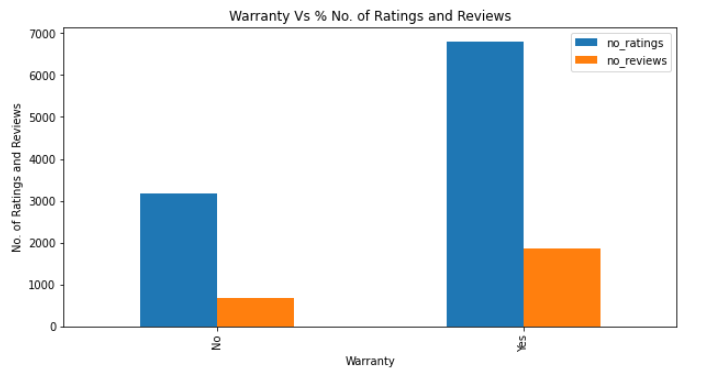 Warranty Vs % No. of Ratings and Reviews
7000
6000
5000
4000
3000
2000
1000
0
No. of Ratings and Reviews
no_ratings
no_reviews
No
Yes
Warranty